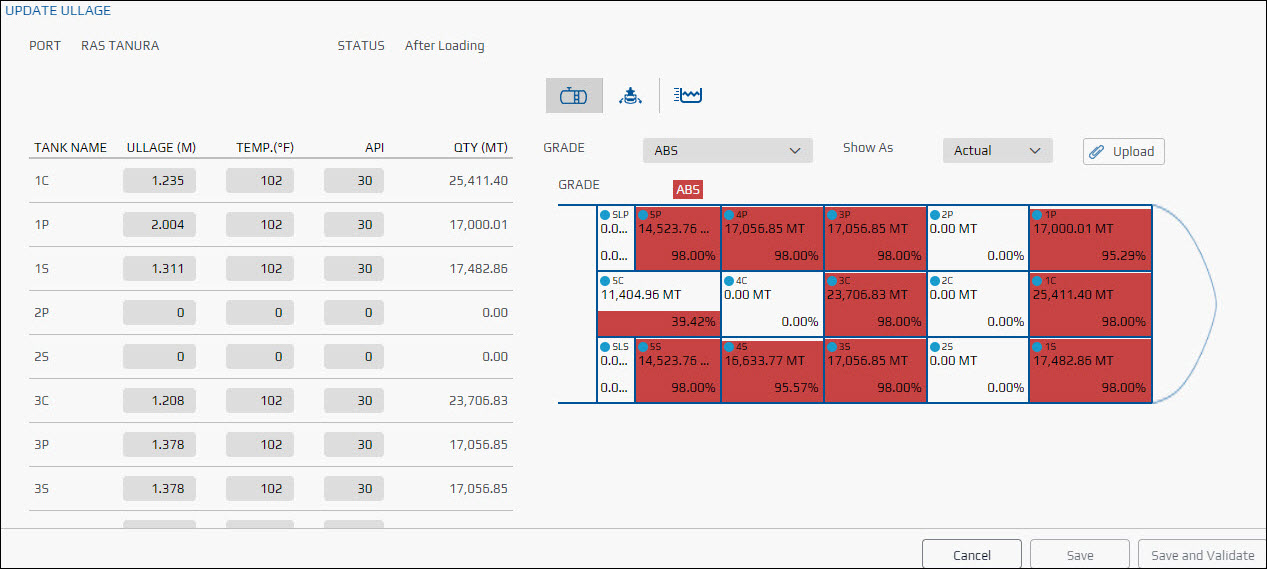 UPDATE ULLAGE
PORT RAS TANURA STATUS After Loading
TANK NAME ULLAGE (M) TEMP.(°F) API QTY (MT)
1C 1.235 102 30 25,411.40
1P 2.004 102 30 17,000.01
1S 1.311 102 30 17,482.86
2P 0 0 0 0.00
2S 0 0 0 0.00
3C 1.208 102 30 23,706.83
3P 1.378 102 30 17,056.85
3S 1.378 102 30 17,056.85
GRADE ABS Show As Actual Upload
GRADE ABS
SLP 5P 4P 3P 2P 1P
0.0... 14,523.76 ... 17,056.85 MT 17,056.85 MT 0.00 MT 17,000.01 MT
0.0... 98.00% 98.00% 98.00% 0.00% 95.29%
5C 4C 3C 2C 1C
11,404.96 MT 0.00 MT 23,706.83 MT 0.00 MT 25,411.40 MT
39.42% 0.00% 98.00% 0.00% 98.00%
SLS 5S 4S 3S 2S 1S
0.0... 14,523.76 ... 16,633.77 MT 17,056.85 MT 0.00 MT 17,482.86 MT
0.0... 98.00% 95.57% 98.00% 0.00% 98.00%
Cancel Save Save and Validate